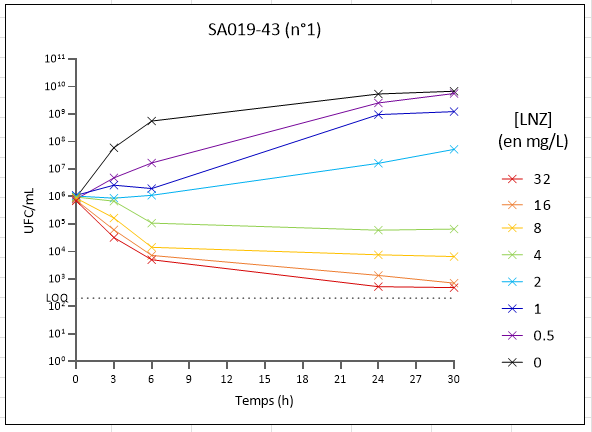 SA019-43 (n°1)
10¹¹
10¹⁰
10⁹
10⁸
10⁷
10⁶
10⁵
10⁴
10³
LOQ
10²
10¹
10⁰
UFC/mL
0 3 6 9 12 15 18 21 24 27 30
Temps (h)
[LNZ]
(en mg/L)
32
16
8
4
2
1
0.5
0